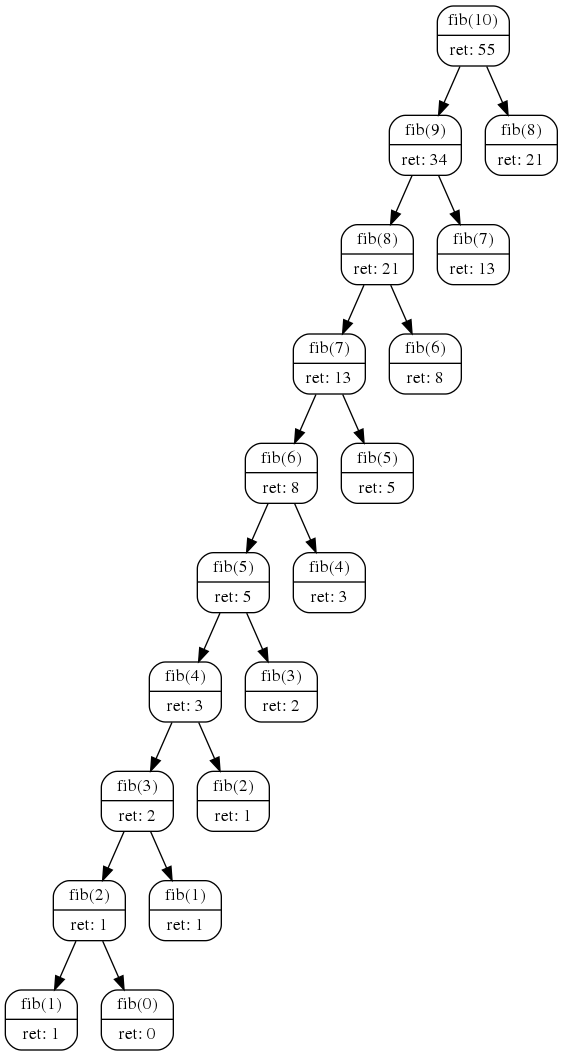 fib(10)
ret: 55
fib(9)
ret: 34
fib(8)
ret: 21
fib(8)
ret: 21
fib(7)
ret: 13
fib(7)
ret: 13
fib(6)
ret: 8
fib(6)
ret: 8
fib(5)
ret: 5
fib(5)
ret: 5
fib(4)
ret: 3
fib(4)
ret: 3
fib(3)
ret: 2
fib(3)
ret: 2
fib(2)
ret: 1
fib(2)
ret: 1
fib(1)
ret: 1
fib(1)
ret: 1
fib(0)
ret: 0